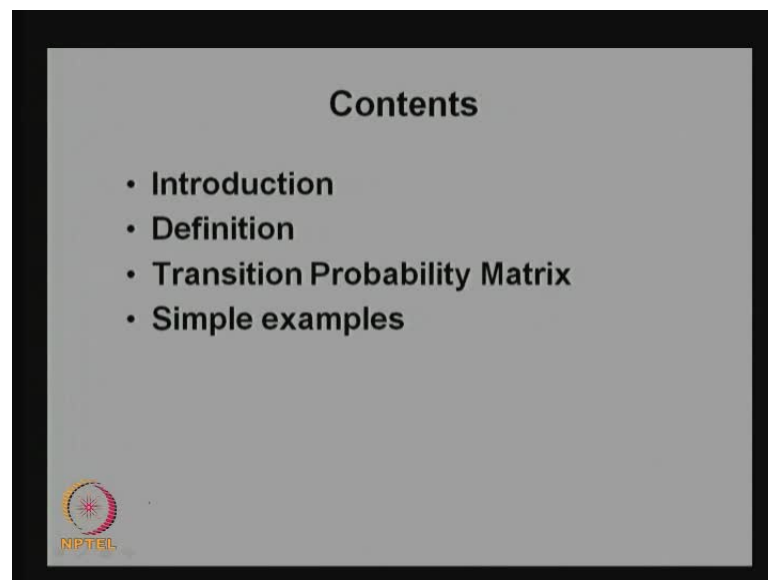 Contents
• Introduction
• Definition
• Transition Probability Matrix
• Simple examples
NPTEL